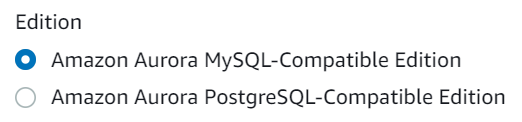 Edition
Amazon Aurora MySQL-Compatible Edition
Amazon Aurora PostgreSQL-Compatible Edition